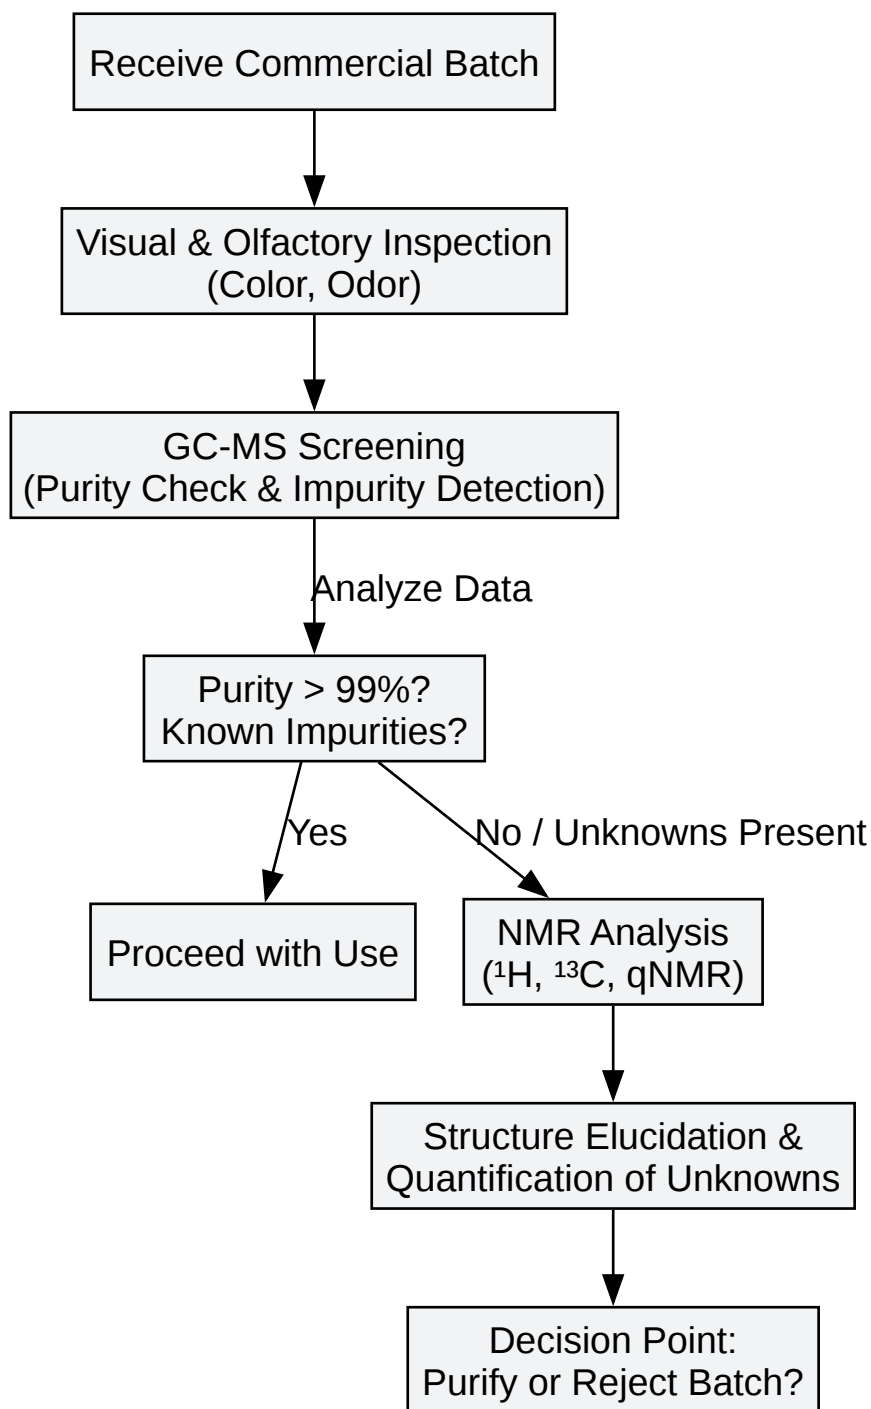 Receive Commercial Batch
Visual & Olfactory Inspection
(Color, Odor)
GC-MS Screening
(Purity Check & Impurity Detection)
Analyze Data
Purity > 99%?
Known Impurities?
Yes
No / Unknowns Present
Proceed with Use
NMR Analysis
(¹H, ¹³C, qNMR)
Structure Elucidation &
Quantification of Unknowns
Decision Point:
Purify or Reject Batch?